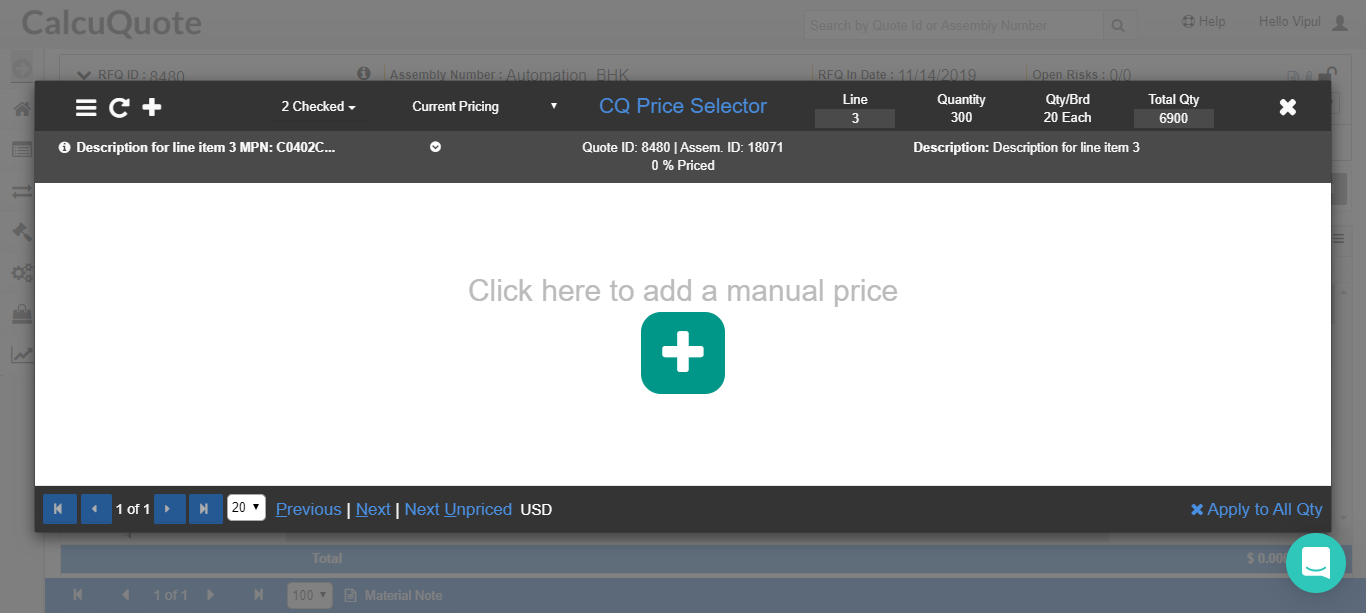 CalcuQuote
Search by Quote Id or Assembly Number
Help
Hello Vipul
RFQ ID : 8480
Assembly Number : Automation_BHK
RFQ In Date : 11/14/2019
Open Risks : 0/0
2 Checked
Current Pricing
CQ Price Selector
Line
3
Quantity
300
Qty/Brd
20 Each
Total Qty
6900
Description for line item 3 MPN: C0402C...
Quote ID: 8480 | Assem. ID: 18071
0 % Priced
Description: Description for line item 3
Click here to add a manual price
1 of 1
20
Previous | Next | Next Unpriced USD
Apply to All Qty
Total
$ 0.00
1 of 1
100
Material Note